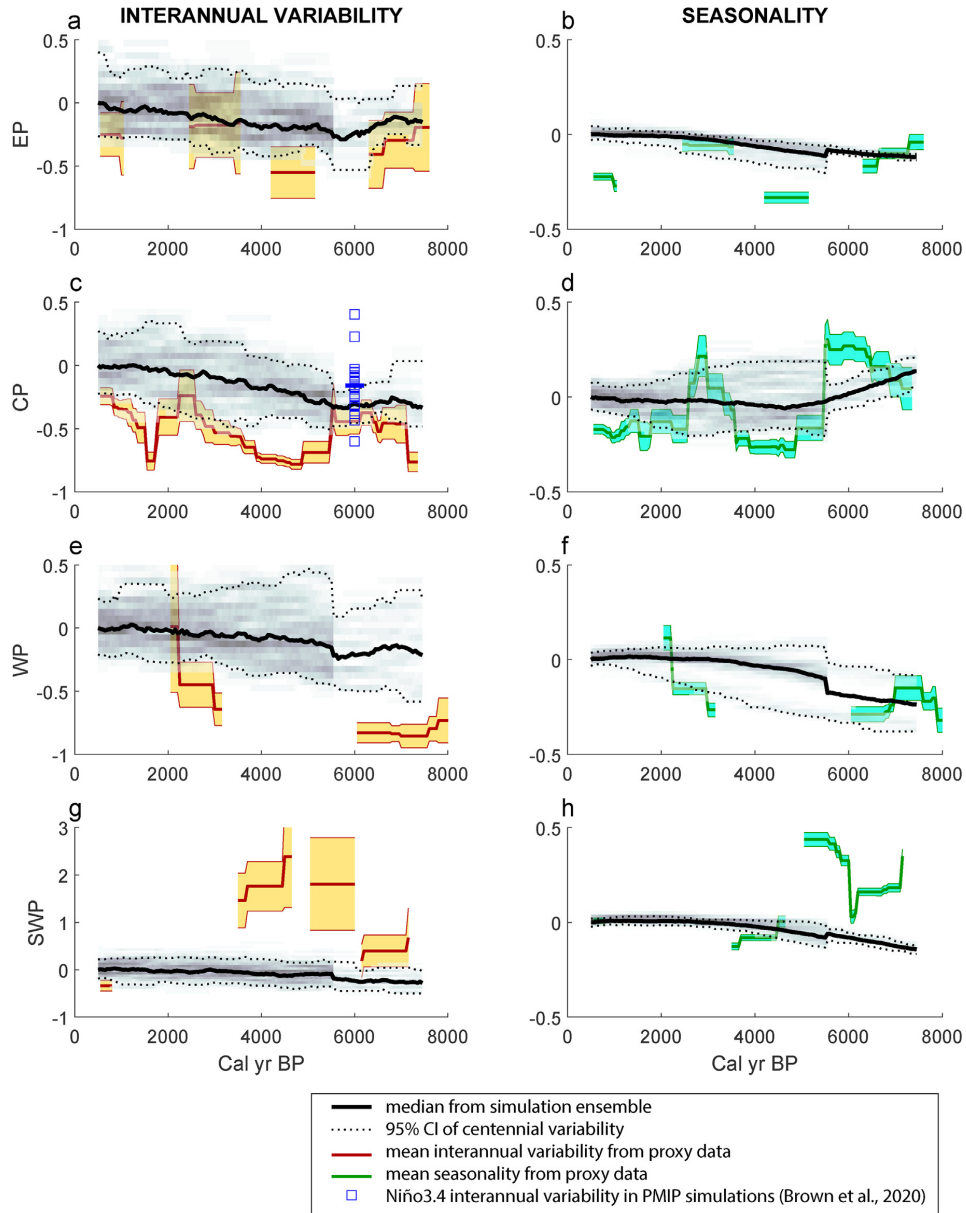 INTERANNUAL VARIABILITY
SEASONALITY
a
0.5
0
-0.5
-1
EP
0 2000 4000 6000 8000
b
0.5
0
-0.5
0 2000 4000 6000 8000
c
0.5
0
-0.5
-1
CP
0 2000 4000 6000 8000
d
0.5
0
-0.5
0 2000 4000 6000 8000
e
0.5
0
-0.5
-1
WP
0 2000 4000 6000 8000
f
0.5
0
-0.5
0 2000 4000 6000 8000
g
3
2
1
0
-1
SWP
0 2000 4000 6000 8000
Cal yr BP
h
0.5
0
-0.5
0 2000 4000 6000 8000
Cal yr BP
median from simulation ensemble
95% CI of centennial variability
mean interannual variability from proxy data
mean seasonality from proxy data
Niño3.4 interannual variability in PMIP simulations (Brown et al., 2020)